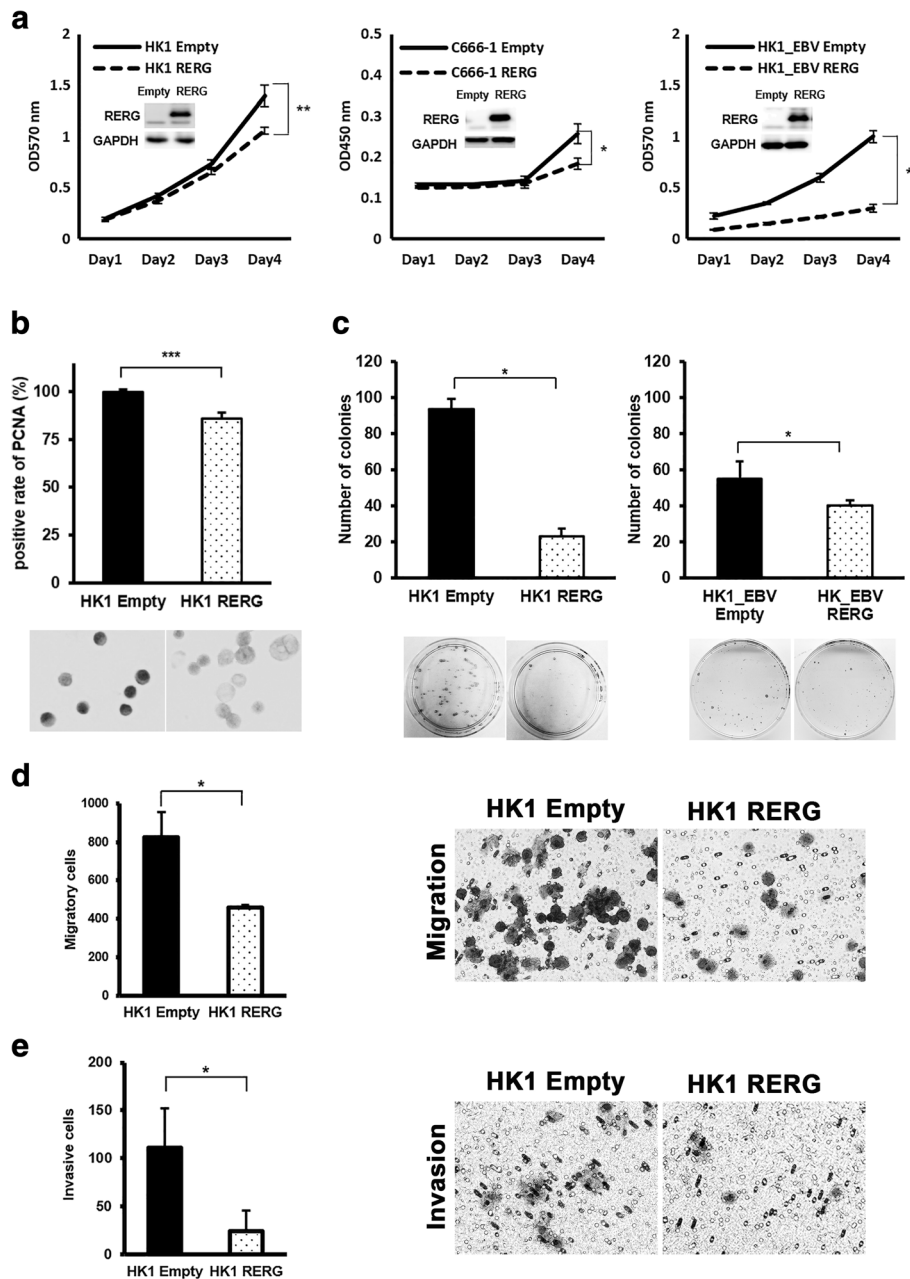 a
2
1.5
1
0.5
0
OD570 nm
HK1 Empty
HK1 RERG
Empty RERG
RERG
GAPDH
**
Day1 Day2 Day3 Day4
0.5
0.4
0.3
0.2
0.1
0
OD450 nm
C666-1 Empty
C666-1 RERG
Empty RERG
RERG
GAPDH
*
Day1 Day2 Day3 Day4
2
1.5
1
0.5
0
OD570 nm
HK1_EBV Empty
HK1_EBV RERG
Empty RERG
RERG
GAPDH
*
Day1 Day2 Day3 Day4
b
positive rate of PCNA (%)
100
75
50
25
0
***
HK1 Empty HK1 RERG
c
Number of colonies
120
100
80
60
40
20
0
*
HK1 Empty HK1 RERG
Number of colonies
120
100
80
60
40
20
0
*
HK1_EBV HK_EBV
Empty RERG
d
Migratory cells
1000
800
600
400
200
0
*
HK1 Empty HK1 RERG
HK1 Empty HK1 RERG
Migration
e
Invasive cells
200
150
100
50
0
*
HK1 Empty HK1 RERG
HK1 Empty HK1 RERG
Invasion